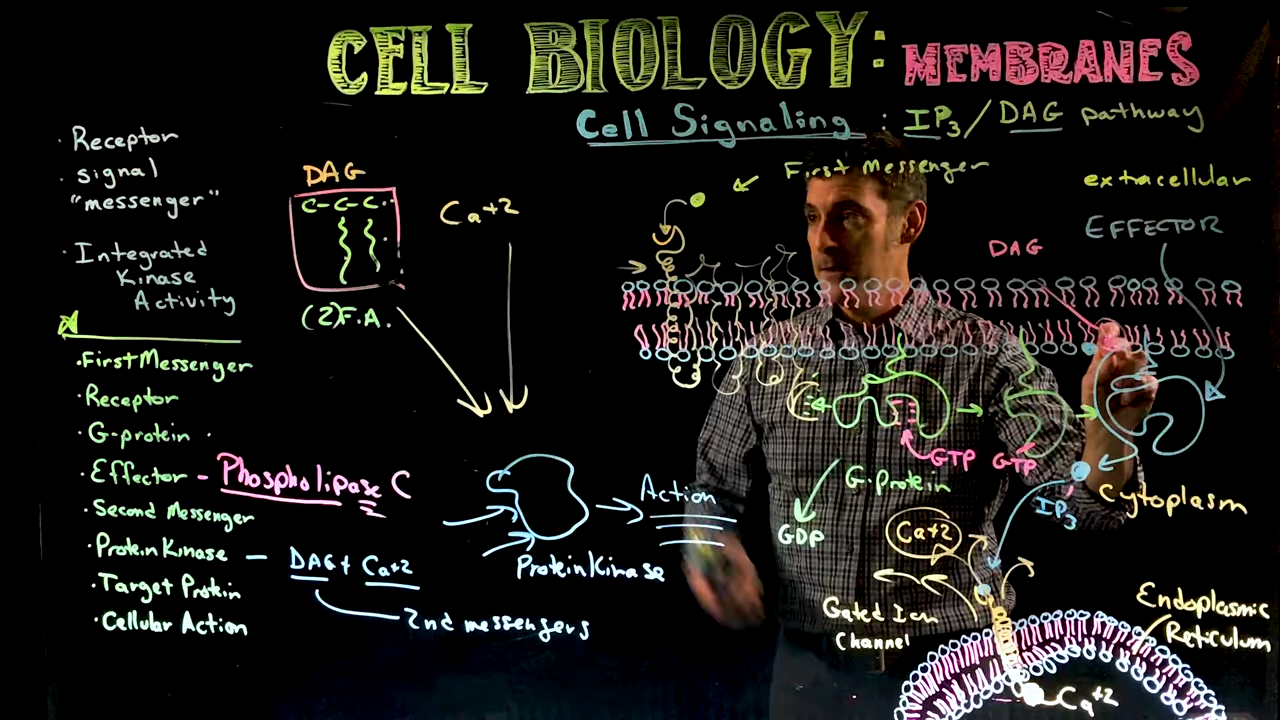 CELL BIOLOGY: MEMBRANES
Cell Signaling : IP3/DAG pathway
· Receptor
· signal
"messenger"
· Integrated
Kinase
Activity
· First Messenger
· Receptor
· G-protein ·
· Effector - Phospholipase C
· Second Messenger
· Protein Kinase — DAG + Ca+2
2nd messengers
· Target Protein
· Cellular Action
DAG
C-C-C
(2)F.A.
Ca+2
Protein Kinase
Action
First Messenger
extracellular
EFFECTOR
DAG
GTP
GTP
G-Protein
GDP
IP3
Cytoplasm
Ca+2
Gated Ion
Channel
Endoplasmic
Reticulum
Ca+2